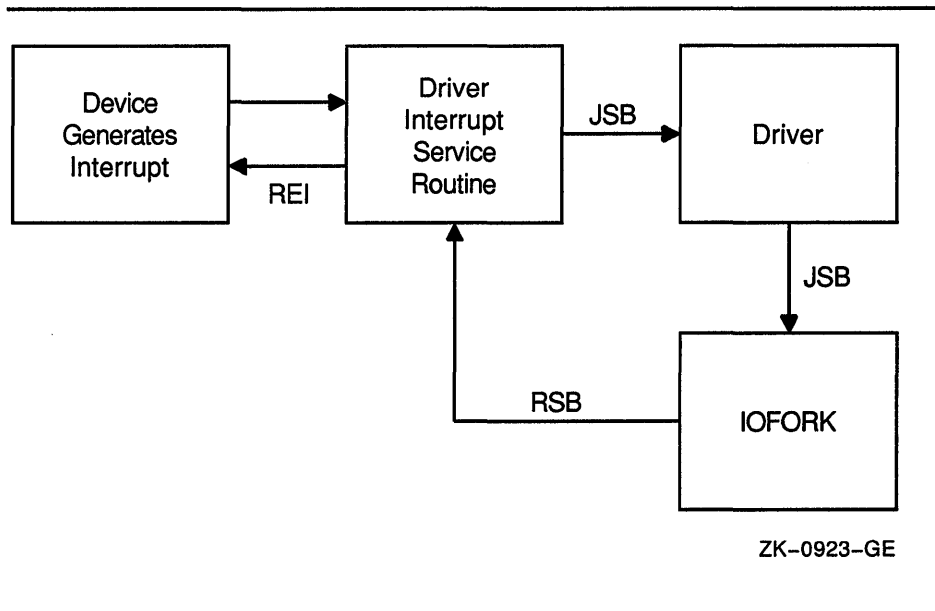 Device
Generates
Interrupt
REI
Driver
Interrupt
Service
Routine
JSB
Driver
JSB
RSB
IOFORK
ZK–0923–GE